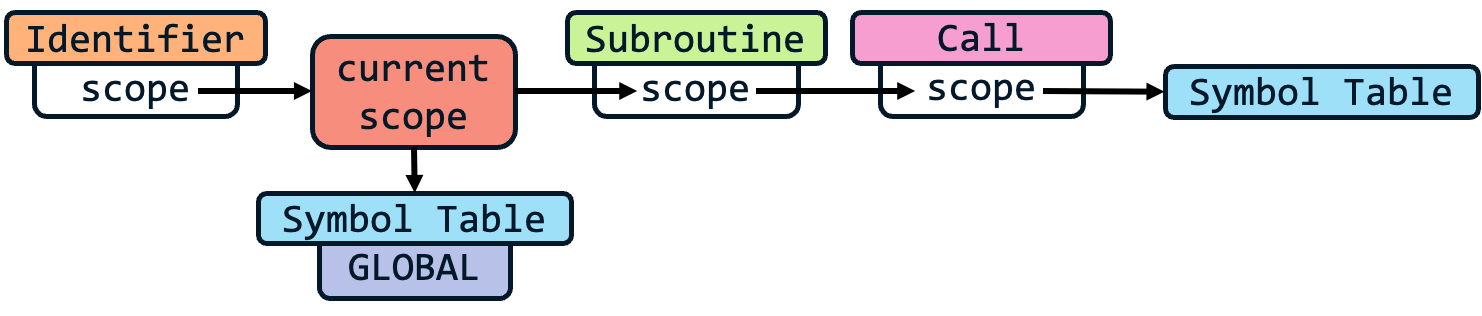 Identifier
scope
current
scope
Symbol Table
GLOBAL
Subroutine
scope
Call
scope
Symbol Table